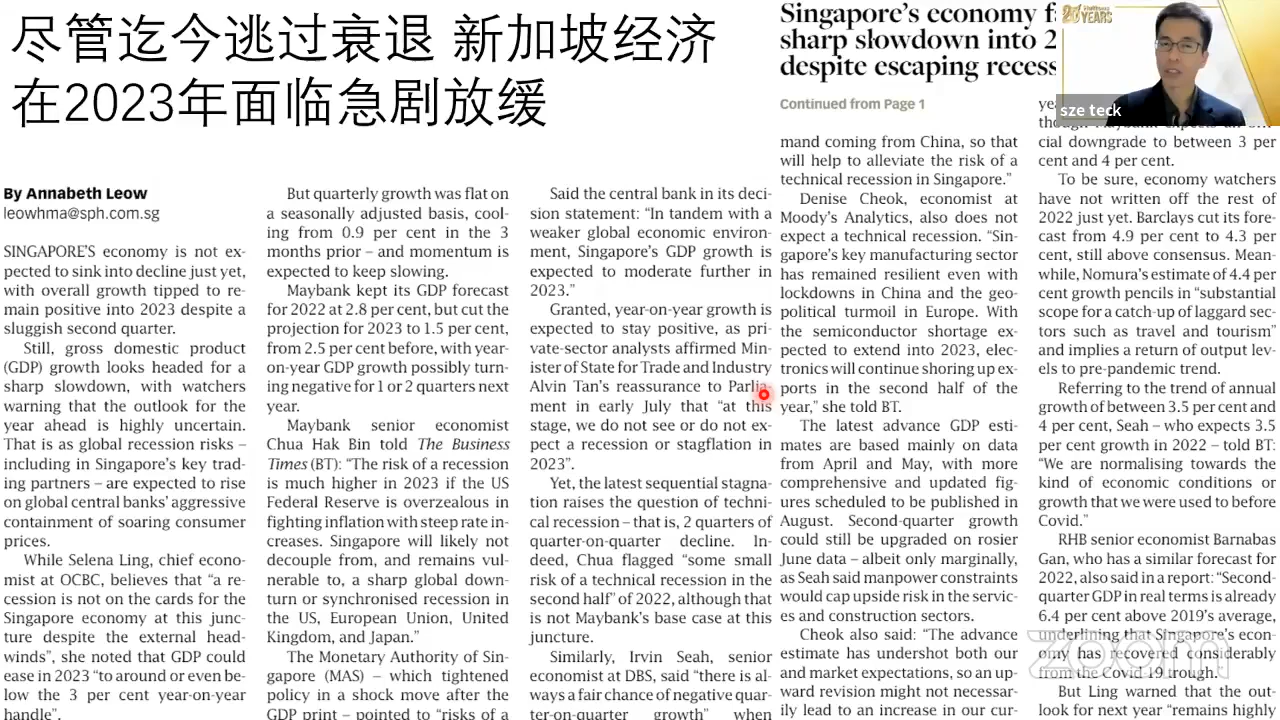 尽管迄今逃过衰退 新加坡经济
在2023年面临急剧放缓
By Annabeth Leow
leowhma@sph.com.sg
SINGAPORE'S economy is not ex-
pected to sink into decline just yet,
with overall growth tipped to re-
main positive into 2023 despite a
sluggish second quarter.
Still, gross domestic product
(GDP) growth looks headed for a
sharp slowdown, with watchers
warning that the outlook for the
year ahead is highly uncertain.
That is as global recession risks –
including in Singapore's key trad-
ing partners – are expected to rise
on global central banks' aggressive
containment of soaring consumer
prices.
While Selena Ling, chief econo-
mist at OCBC, believes that “a re-
cession is not on the cards for the
Singapore economy at this junc-
ture despite the external head-
winds”, she noted that GDP could
ease in 2023 “to around or even be-
low the 3 per cent year-on-year
handle”.
But quarterly growth was flat on
a seasonally adjusted basis, cool-
ing from 0.9 per cent in the 3
months prior – and momentum is
expected to keep slowing.
Maybank kept its GDP forecast
for 2022 at 2.8 per cent, but cut the
projection for 2023 to 1.5 per cent,
from 2.5 per cent before, with year-
on-year GDP growth possibly turn-
ing negative for 1 or 2 quarters next
year.
Maybank senior economist
Chua Hak Bin told The Business
Times (BT): “The risk of a recession
is much higher in 2023 if the US
Federal Reserve is overzealous in
fighting inflation with steep rate in-
creases. Singapore will likely not
decouple from, and remains vul-
nerable to, a sharp global down-
turn or synchronised recession in
the US, European Union, United
Kingdom, and Japan.”
The Monetary Authority of Sin-
gapore (MAS) – which tightened
policy in a shock move after the
GDP print – pointed to “risks of a
Said the central bank in its deci-
sion statement: “In tandem with a
weaker global economic environ-
ment, Singapore's GDP growth is
expected to moderate further in
2023.”
Granted, year-on-year growth is
expected to stay positive, as pri-
vate-sector analysts affirmed Min-
ister of State for Trade and Industry
Alvin Tan's reassurance to Parlia-
ment in early July that “at this
stage, we do not see or do not ex-
pect a recession or stagflation in
2023”.
Yet, the latest sequential stagna-
tion raises the question of techni-
cal recession – that is, 2 quarters of
quarter-on-quarter decline. In-
deed, Chua flagged “some small
risk of a technical recession in the
second half” of 2022, although that
is not Maybank's base case at this
juncture.
Similarly, Irvin Seah, senior
economist at DBS, said “there is al-
ways a fair chance of negative quar-
ter-on-quarter growth” when
Singapore's economy f
sharp slowdown into 2
despite escaping recess
Continued from Page 1
mand coming from China, so that
will help to alleviate the risk of a
technical recession in Singapore.”
Denise Cheok, economist at
Moody's Analytics, also does not
expect a technical recession. “Sin-
gapore's key manufacturing sector
has remained resilient even with
lockdowns in China and the geo-
political turmoil in Europe. With
the semiconductor shortage ex-
pected to extend into 2023, elec-
tronics will continue shoring up ex-
ports in the second half of the
year,” she told BT.
The latest advance GDP esti-
mates are based mainly on data
from April and May, with more
comprehensive and updated fig-
ures scheduled to be published in
August. Second-quarter growth
could still be upgraded on rosier
June data – albeit only marginally,
as Seah said manpower constraints
would cap upside risk in the servic-
es and construction sectors.
Cheok also said: “The advance
estimate has undershot both our
and market expectations, so an up-
ward revision might not necessar-
ily lead to an increase in our cur-
YEARS
sze teck
cial downgrade to between 3 per
cent and 4 per cent.
To be sure, economy watchers
have not written off the rest of
2022 just yet. Barclays cut its fore-
cast from 4.9 per cent to 4.3 per
cent, still above consensus. Mean-
while, Nomura's estimate of 4.4 per
cent growth pencils in “substantial
scope for a catch-up of laggard sec-
tors such as travel and tourism”
and implies a return of output lev-
els to pre-pandemic trend.
Referring to the trend of annual
growth of between 3.5 per cent and
4 per cent, Seah – who expects 3.5
per cent growth in 2022 – told BT:
“We are normalising towards the
kind of economic conditions or
growth that we were used to before
Covid.”
RHB senior economist Barnabas
Gan, who has a similar forecast for
2022, also said in a report: “Second-
quarter GDP in real terms is already
6.4 per cent above 2019's average,
underlining that Singapore's econ-
omy has recovered considerably
from the Covid-19 trough.”
But Ling warned that the out-
look for next year “remains highly
zoom